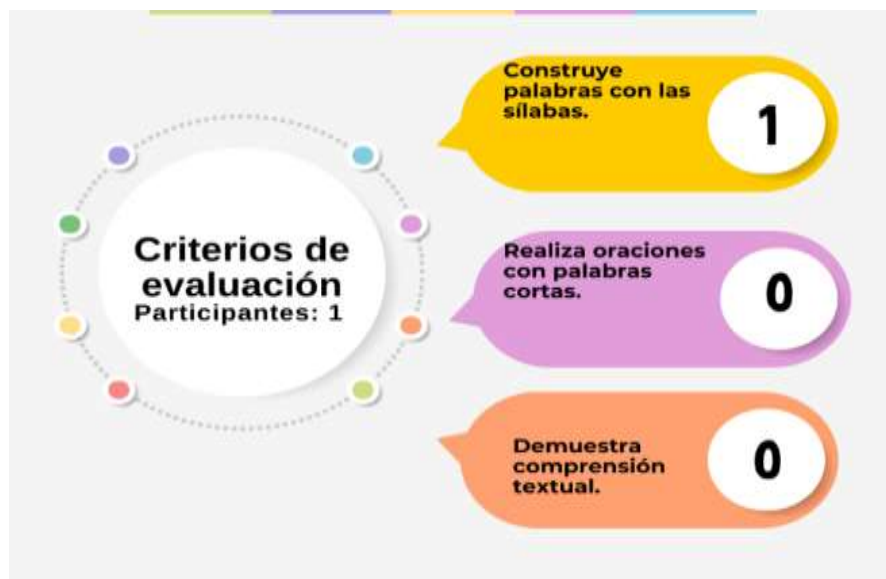 Criterios de
evaluación
Participantes: 1
Construye
palabras con las
sílabas.
1
Realiza oraciones
con palabras
cortas.
0
Demuestra
comprensión
textual.
0